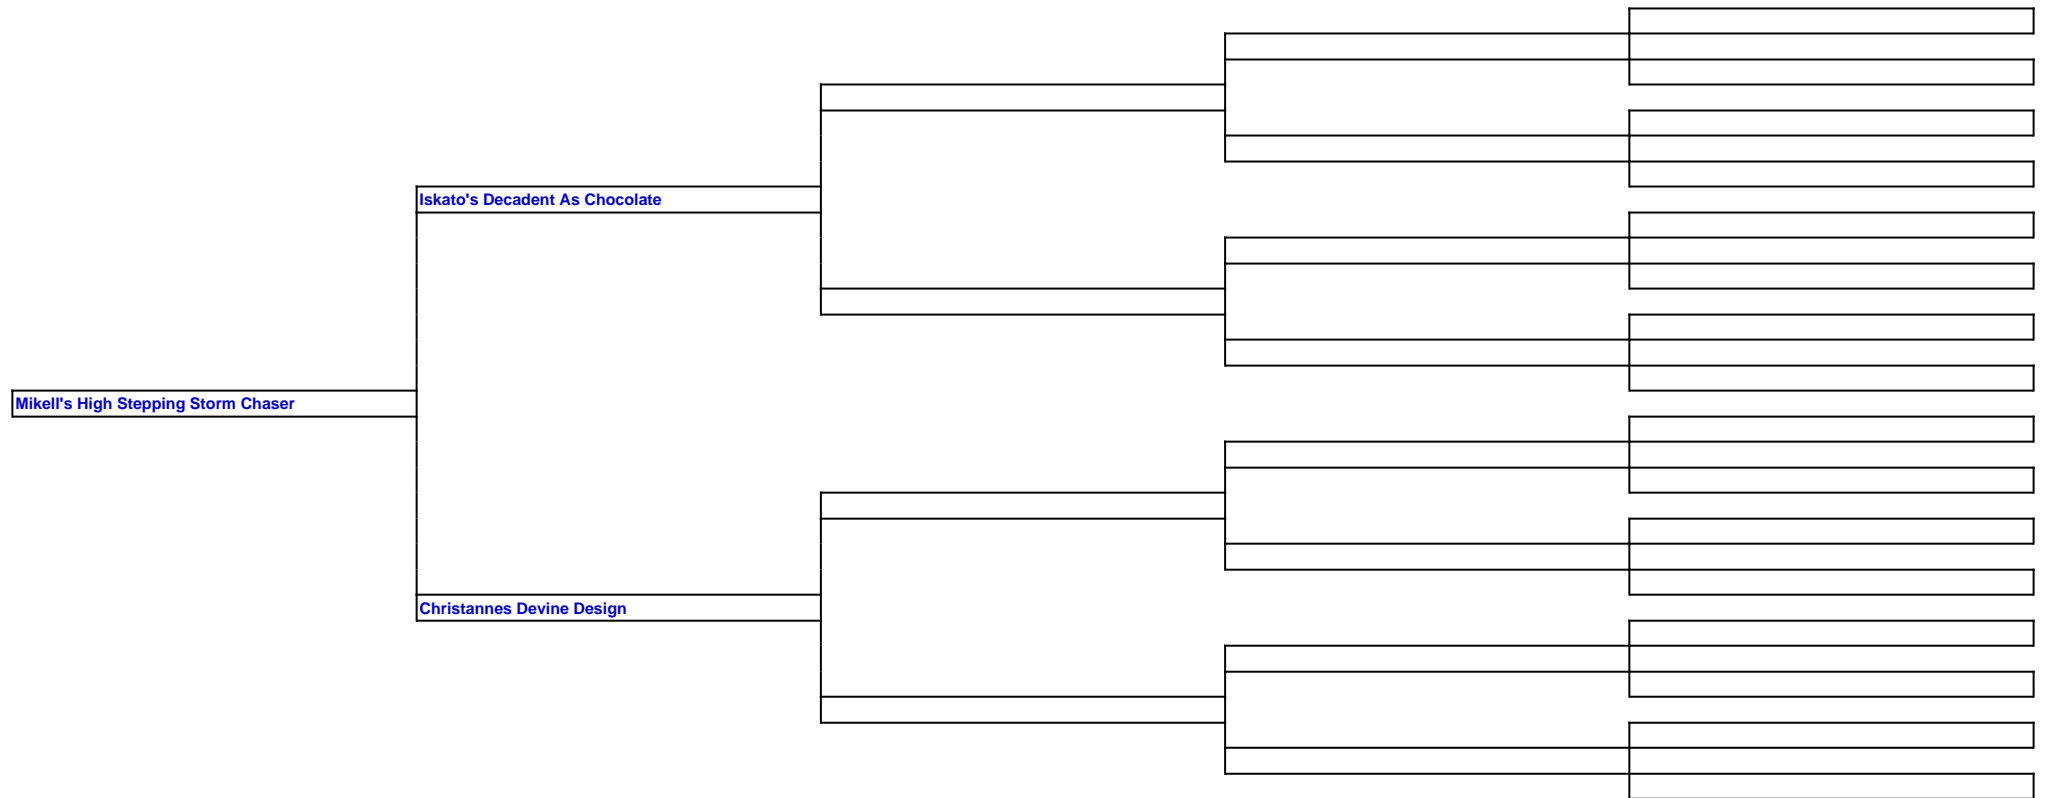 Iskato's Decadent As Chocolate
Mikell's High Stepping Storm Chaser
Christannes Devine Design